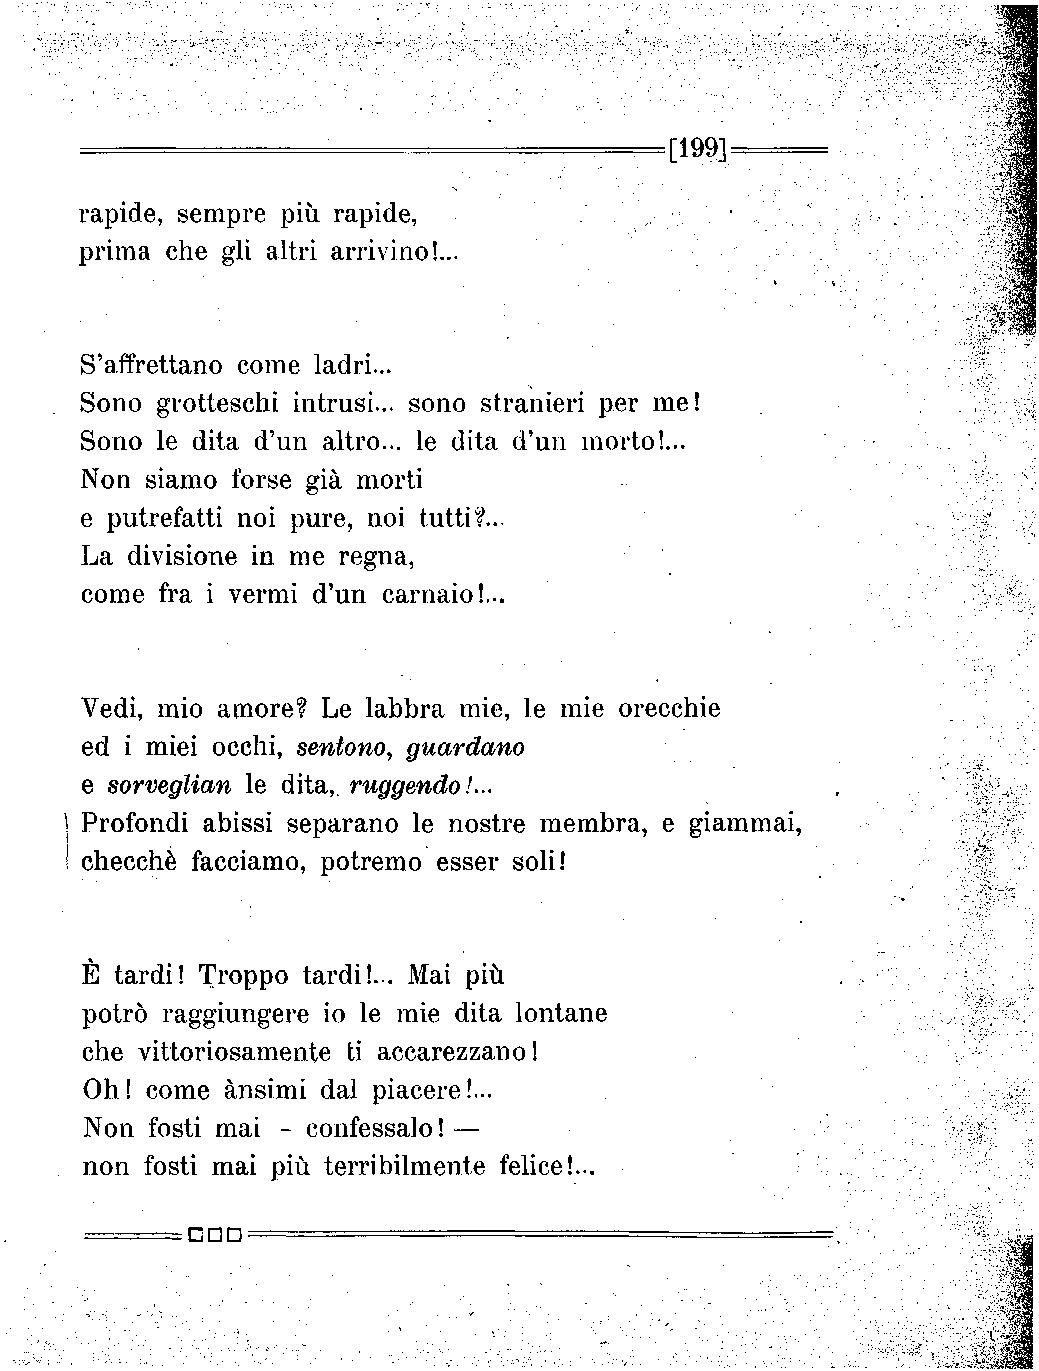 [199]
rapide, sempre più rapide,
prima che gli altri arrivino!...
S'affrettano come ladri...
Sono grotteschi intrusi... sono stranieri per me!
Sono le dita d'un altro... le dita d'un morto!...
Non siamo forse già morti
e putrefatti noi pure, noi tutti?...
La divisione in me regna,
come fra i vermi d'un carnaio!...
Vedi, mio amore? Le labbra mie, le mie orecchie
ed i miei occhi, sentono, guardano
e sorveglian le dita, ruggendo!...
Profondi abissi separano le nostre membra, e giammai,
checchè facciamo, potremo esser soli!
È tardi! Troppo tardi!... Mai più
potrò raggiungere io le mie dita lontane
che vittoriosamente ti accarezzano!
Oh! come ànsimi dal piacere!...
Non fosti mai - confessalo! —
non fosti mai più terribilmente felice!...